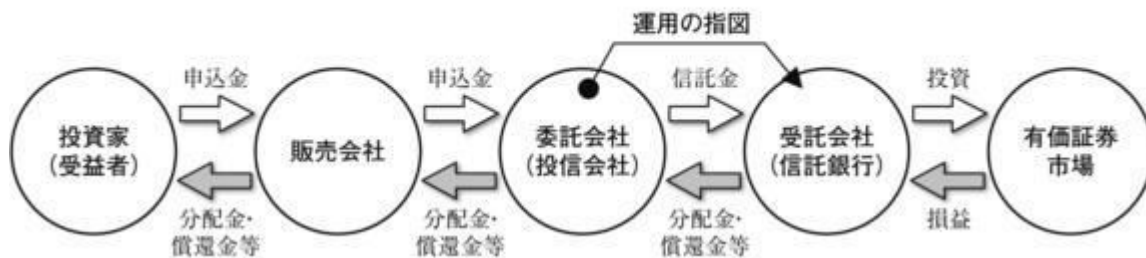 運用の指図
申込金
申込金
信託金
投資
投資家
(受益者)
販売会社
委託会社
(投信会社)
受託会社
(信託銀行)
有価証券
市場
分配金・
償還金等
分配金・
償還金等
分配金・
償還金等
損益